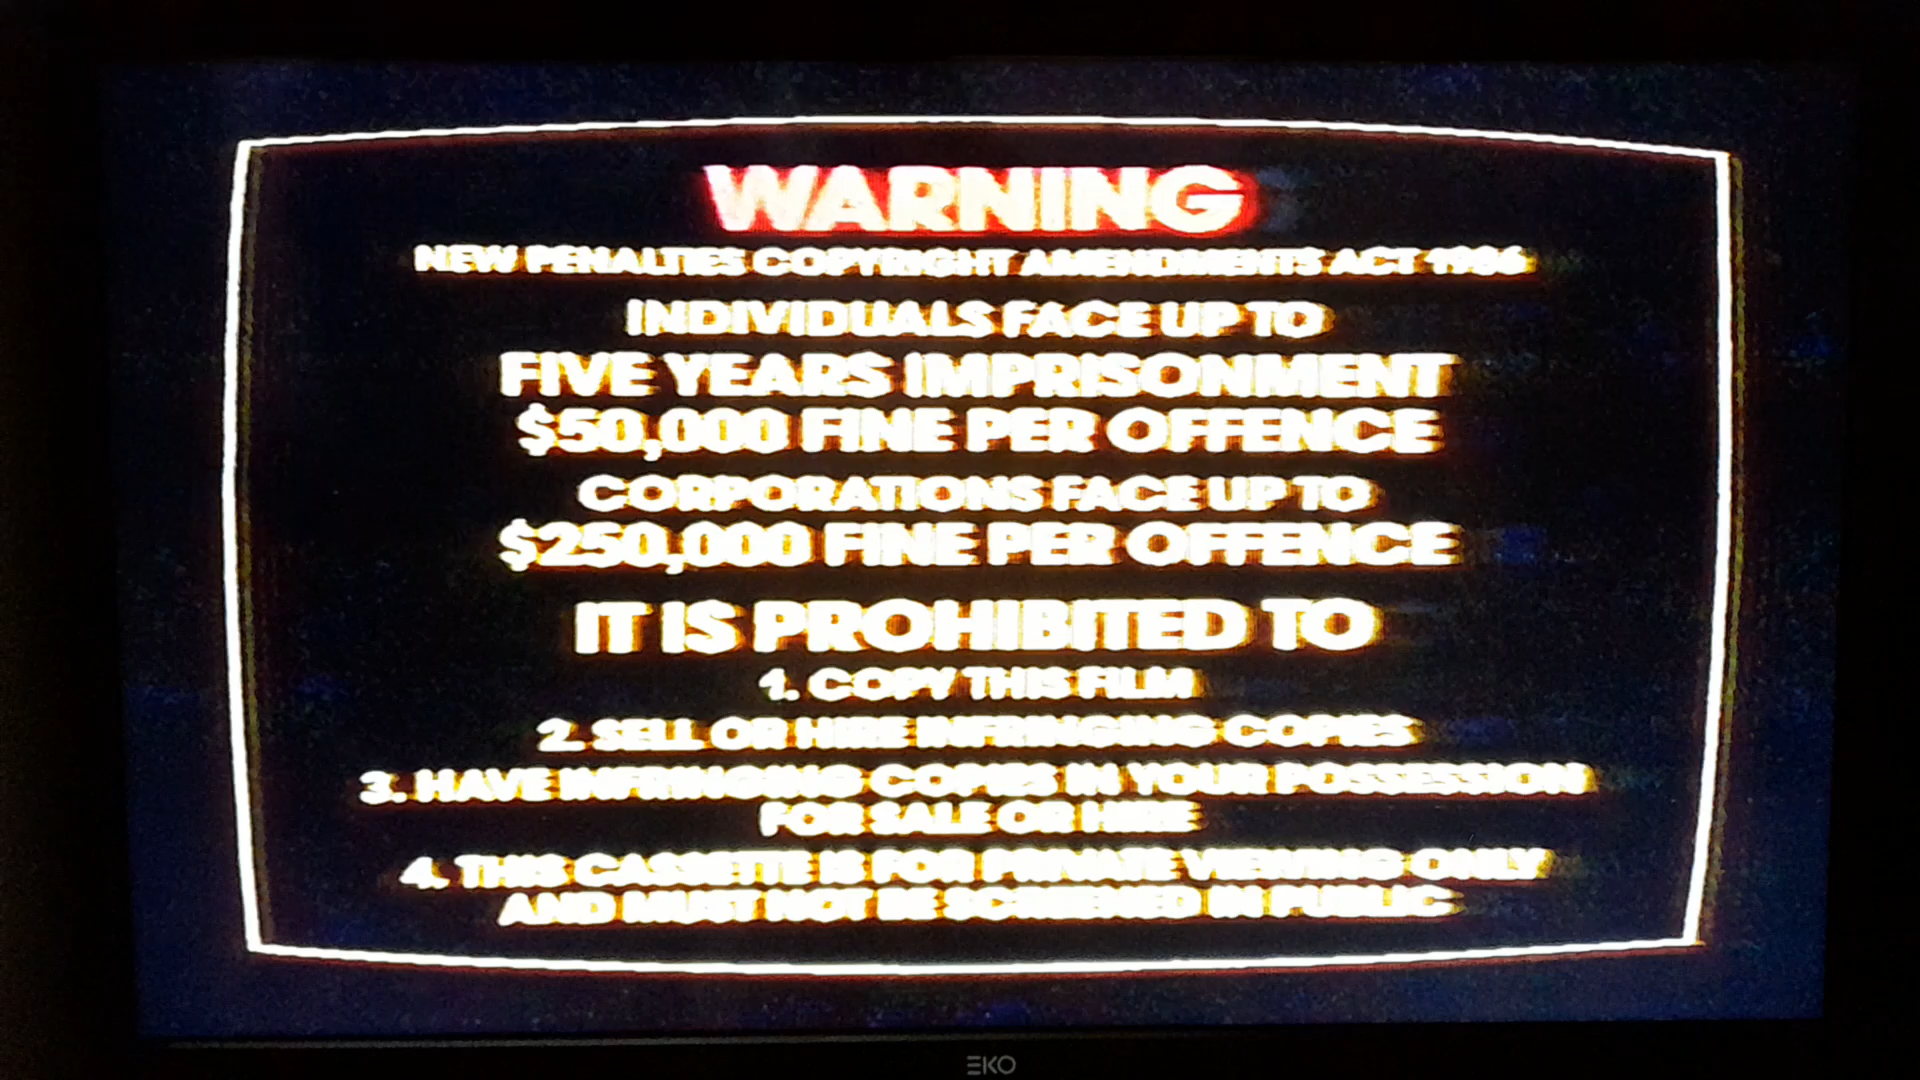 WARNING
NEW PENALTIES COPYRIGHT AMENDMENTS ACT 1986
INDIVIDUALS FACE UP TO
FIVE YEARS IMPRISONMENT
$50,000 FINE PER OFFENCE
CORPORATIONS FACE UP TO
$250,000 FINE PER OFFENCE
IT IS PROHIBITED TO
1. COPY THIS FILM
2. SELL OR HIRE INFRINGING COPIES
3. HAVE INFRINGING COPIES IN YOUR POSSESSION
FOR SALE OR HIRE
4. THIS CASSETTE IS FOR PRIVATE VIEWING ONLY
AND MUST NOT BE SCREENED IN PUBLIC
EKO